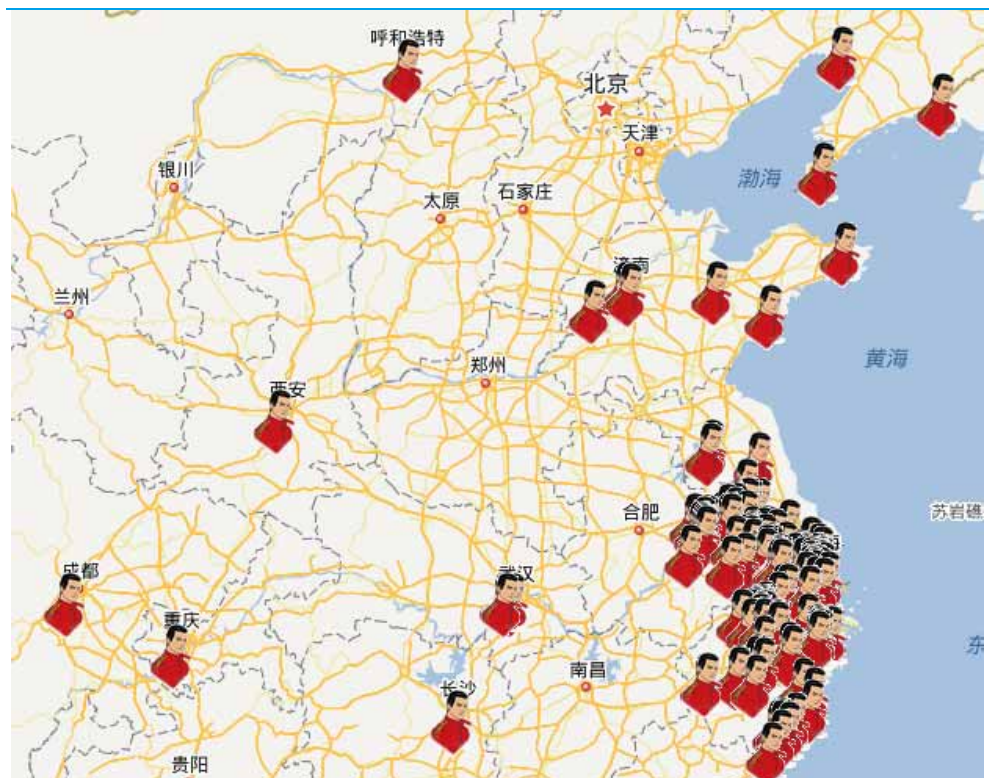 呼和浩特
北京
天津
银川
渤海
太原
石家庄
济南
兰州
黄海
郑州
西安
苏岩礁
合肥
成都
武汉
重庆
东
南昌
长沙
贵阳